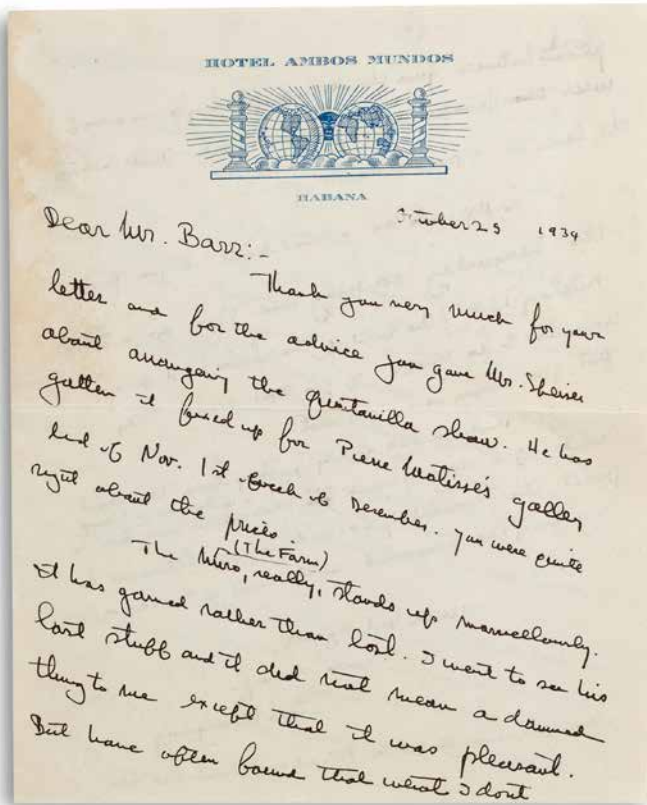 HOTEL AMBOS MUNDOS
HABANA
October 25 1934
Dear Mr. Barr:-
Thank you very much for your
letter and for the advice you gave Mr. Speiser
about arranging the Quintanilla show. He has
gotten it fixed up for Pierre Matisse's gallery
End of Nov. 1st week of December. You were quite
right about the prices.
(The Farm)
The Miro, really, stands up marvellously.
It has gained rather than lost. I went to see his
last stuff and it did not mean a damned
thing to me except that it was pleasant.
But have often found that what I dont